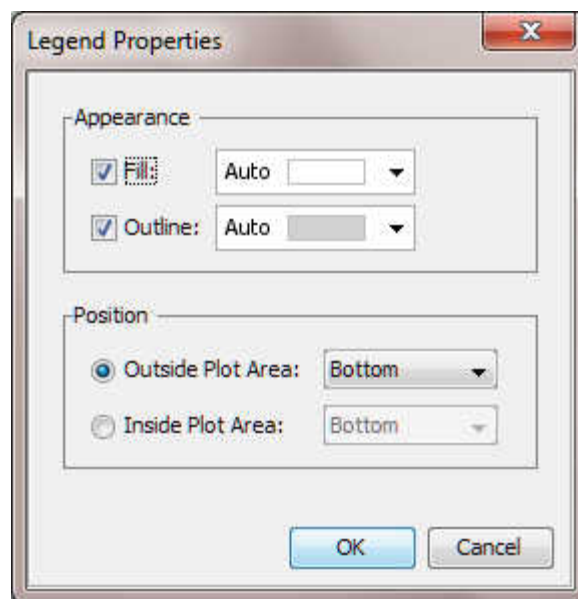 Legend Properties
Appearance
Fill: Auto
Outline: Auto
Position
Outside Plot Area: Bottom
Inside Plot Area: Bottom
OK Cancel